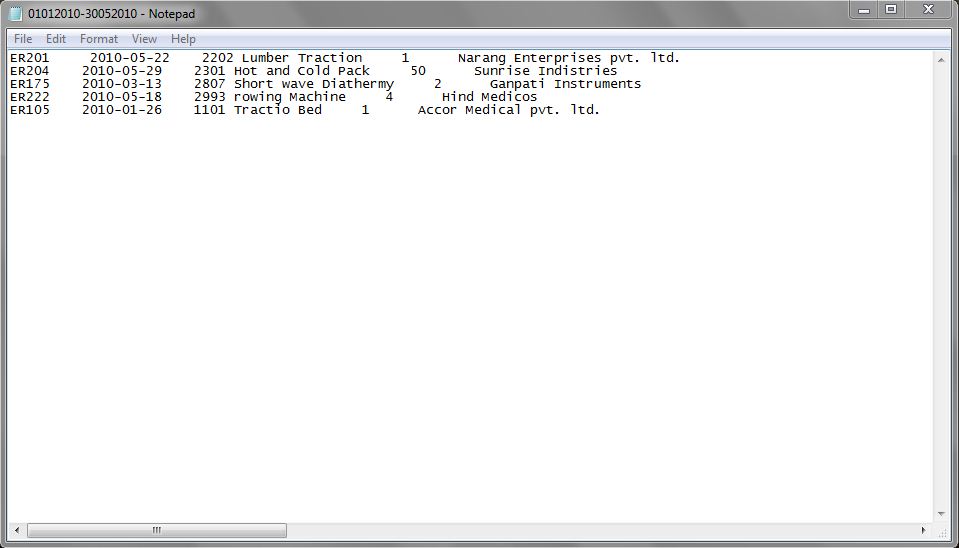 01012010-30052010 - Notepad
File Edit Format View Help
ER201 2010-05-22 2202 Lumber Traction 1 Narang Enterprises pvt. ltd.
ER204 2010-05-29 2301 Hot and Cold Pack 50 Sunrise Indistries
ER175 2010-03-13 2807 Short wave Diathermy 2 Ganpati Instruments
ER222 2010-05-18 2993 rowing Machine 4 Hind Medicos
ER105 2010-01-26 1101 Tractio Bed 1 Accor Medical pvt. ltd.